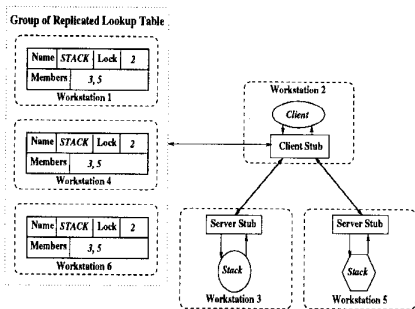 Group of Replicated Lookup Table
Name STACK Lock 2
Members 3, 5
Workstation 1
Name STACK Lock 2
Members 3, 5
Workstation 4
Name STACK Lock 2
Members 3, 5
Workstation 6
Workstation 2
Client
Client Stub
Server Stub
Stack
Workstation 3
Server Stub
Stack
Workstation 5